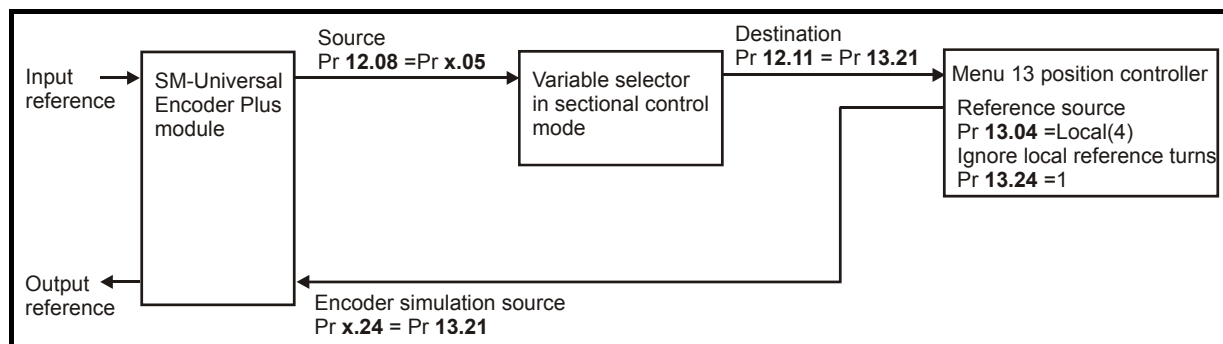 Input
reference
SM-Universal
Encoder Plus
module
Source
Pr 12.08 =Pr x.05
Variable selector
in sectional control
mode
Destination
Pr 12.11 = Pr 13.21
Menu 13 position controller
Reference source
Pr 13.04 =Local(4)
Ignore local reference turns
Pr 13.24 =1
Output
reference
Encoder simulation source
Pr x.24 = Pr 13.21